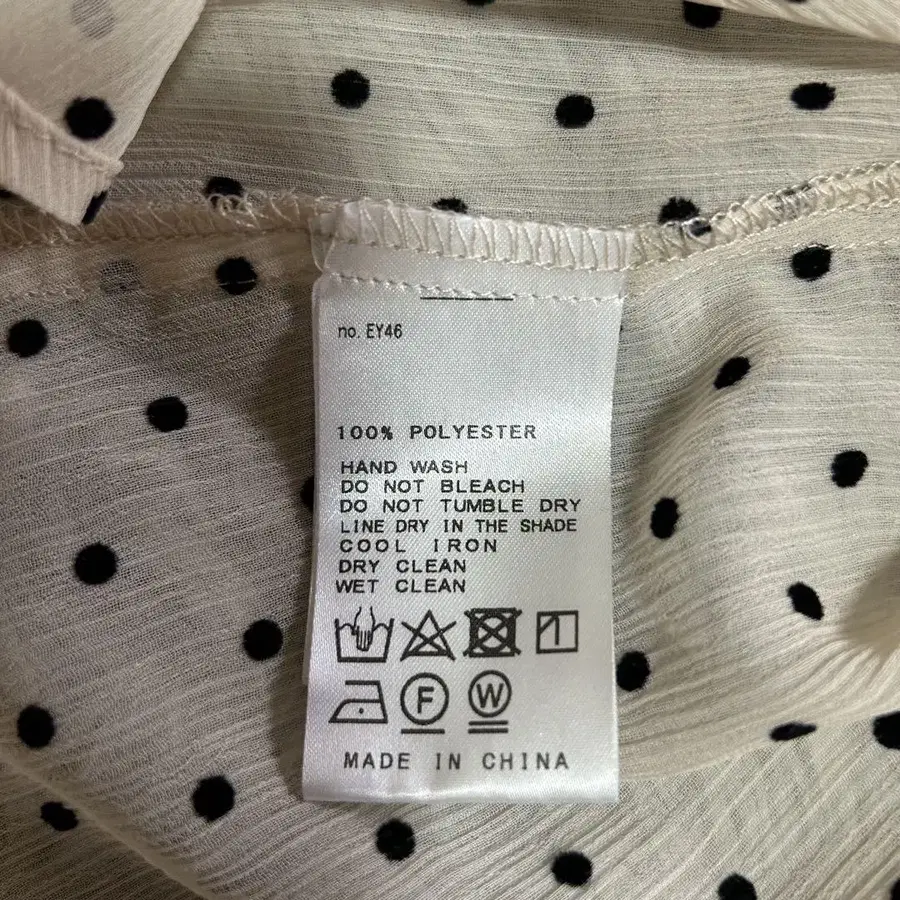 no. EY46
100% POLYESTER
HAND WASH
DO NOT BLEACH
DO NOT TUMBLE DRY
LINE DRY IN THE SHADE
COOL IRON
DRY CLEAN
WET CLEAN
F W
MADE IN CHINA